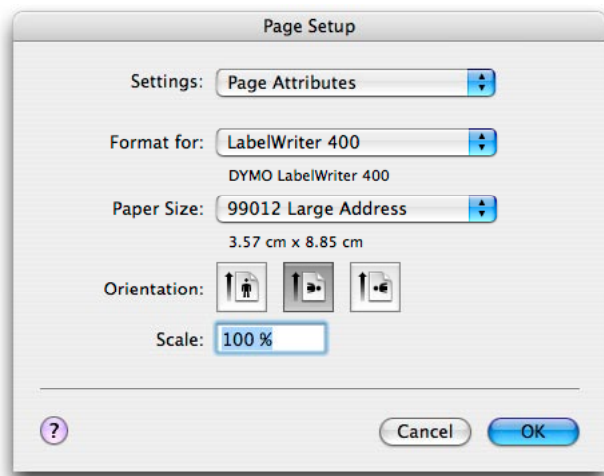 Page Setup
Settings: Page Attributes
Format for: LabelWriter 400
DYMO LabelWriter 400
Paper Size: 99012 Large Address
3.57 cm x 8.85 cm
Orientation:
Scale: 100 %
? Cancel OK